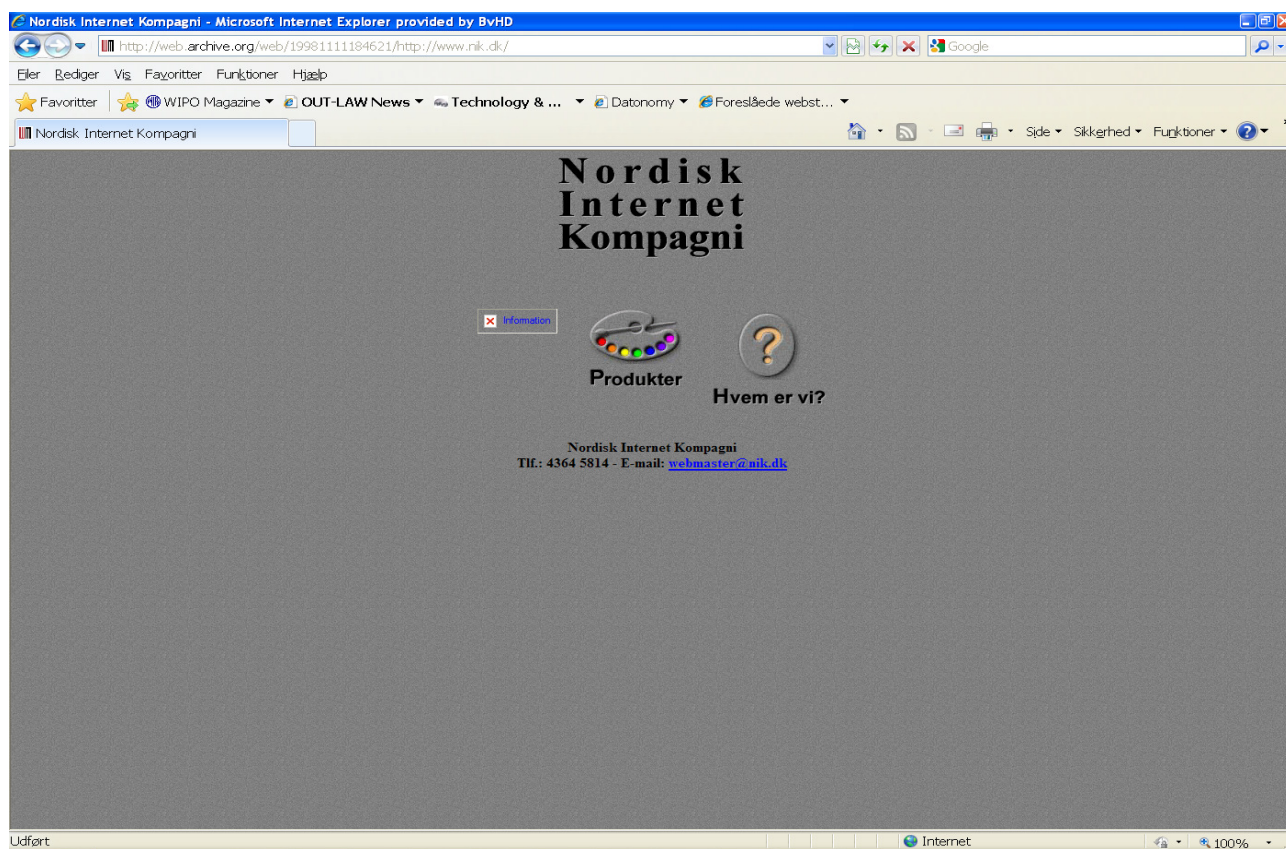 Nordisk Internet Kompagni - Microsoft Internet Explorer provided by BvHD
http://web.archive.org/web/19981111184621/http://www.nik.dk/
Google
Filer Rediger Vis Favoritter Funktioner Hjælp
Favoritter WIPO Magazine OUT-LAW News Technology & ... Datonomy Foreslåede webst...
Nordisk Internet Kompagni
Side Sikkerhed Funktioner
Nordisk
Internet
Kompagni
Information
Produkter
Hvem er vi?
Nordisk Internet Kompagni
Tlf.: 4364 5814 - E-mail: webmaster@nik.dk
Udført Internet 100%